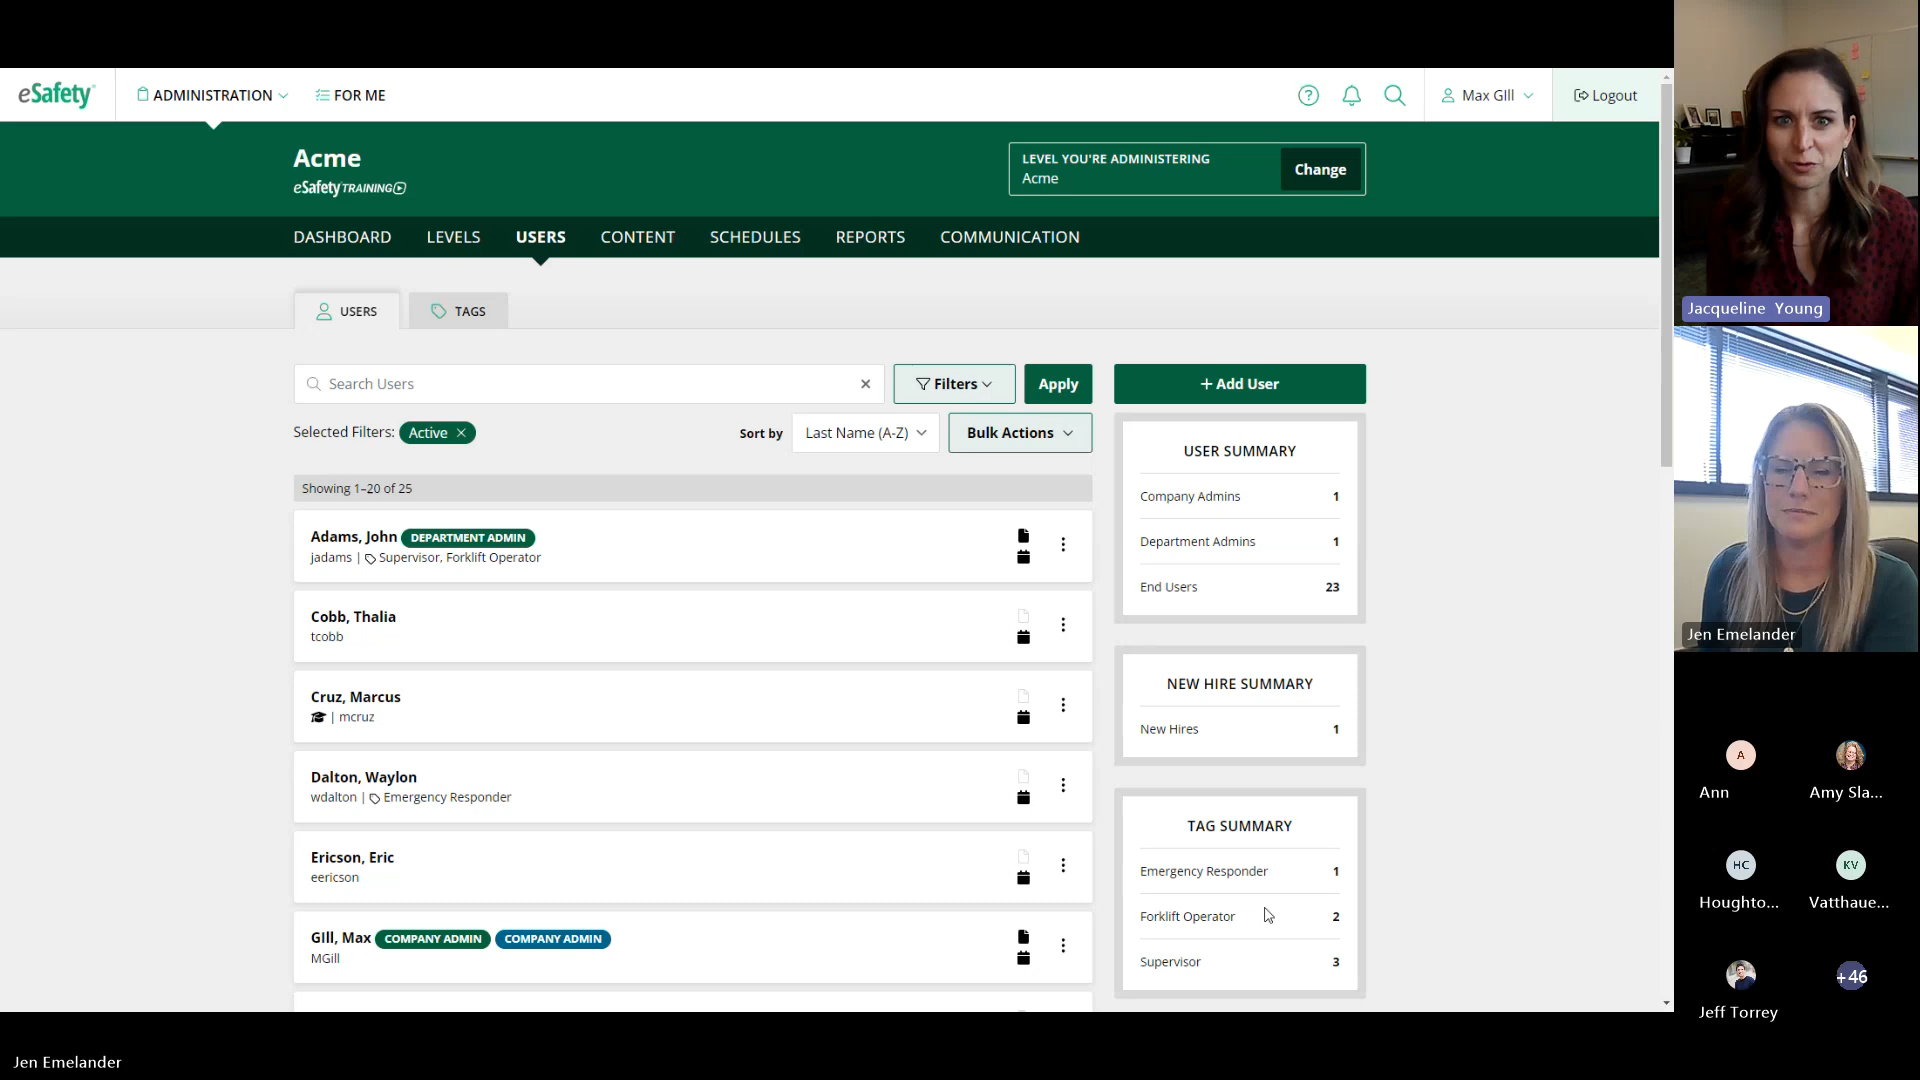 eSafety
ADMINISTRATION
FOR ME
Max GIll
Logout
Acme
eSafety TRAINING
LEVEL YOU'RE ADMINISTERING
Acme
Change
DASHBOARD
LEVELS
USERS
CONTENT
SCHEDULES
REPORTS
COMMUNICATION
USERS
TAGS
Search Users
Filters
Apply
+ Add User
Selected Filters:
Active
Sort by
Last Name (A-Z)
Bulk Actions
Showing 1–20 of 25
Adams, John DEPARTMENT ADMIN
jadams | Supervisor, Forklift Operator
Cobb, Thalia
tcobb
Cruz, Marcus
| mcruz
Dalton, Waylon
wdalton | Emergency Responder
Ericson, Eric
eericson
GIll, Max COMPANY ADMIN COMPANY ADMIN
MGill
USER SUMMARY
Company Admins 1
Department Admins 1
End Users 23
NEW HIRE SUMMARY
New Hires 1
TAG SUMMARY
Emergency Responder 1
Forklift Operator 2
Supervisor 3
Jacqueline Young
Jen Emelander
A
Ann
Amy Sla...
HC
Houghto...
KV
Vatthaue...
Jeff Torrey
+46
Jen Emelander